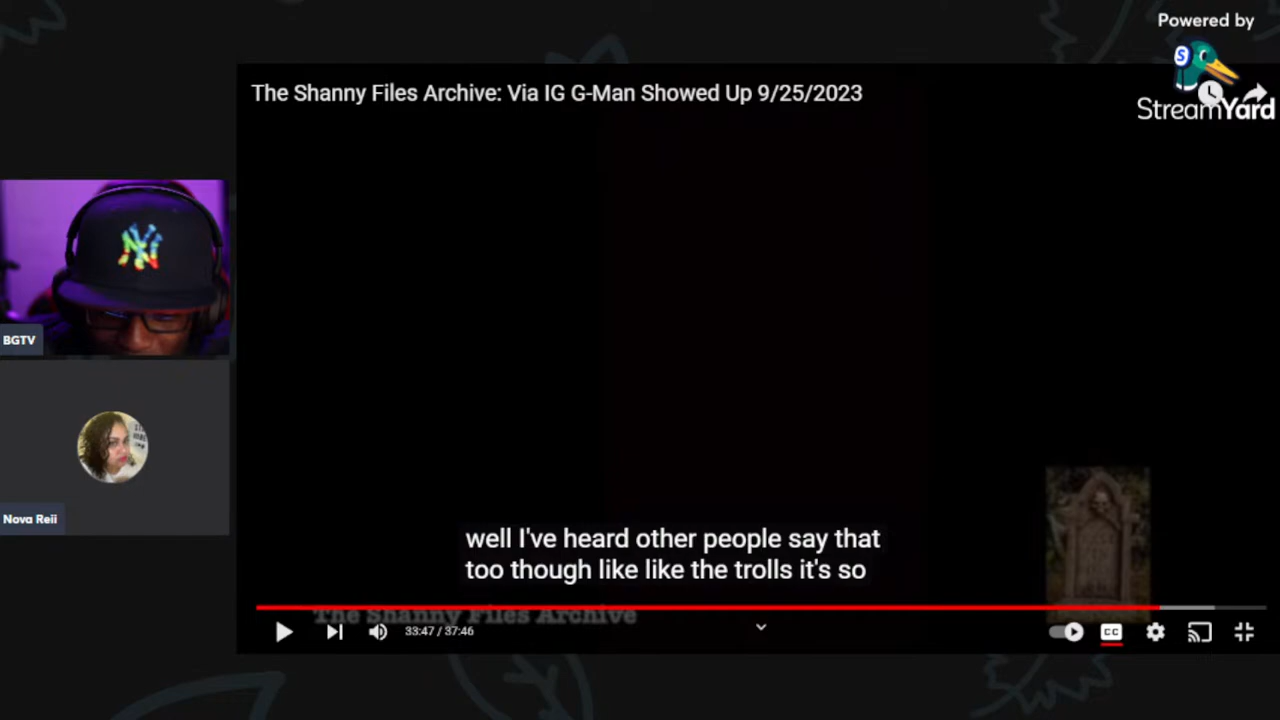 Powered by
StreamYard
The Shanny Files Archive: Via IG G-Man Showed Up 9/25/2023
NY
BGTV
Nova Reii
well I've heard other people say that
too though like like the trolls it's so
The Shanny Files Archive
33:47 / 37:46
CC